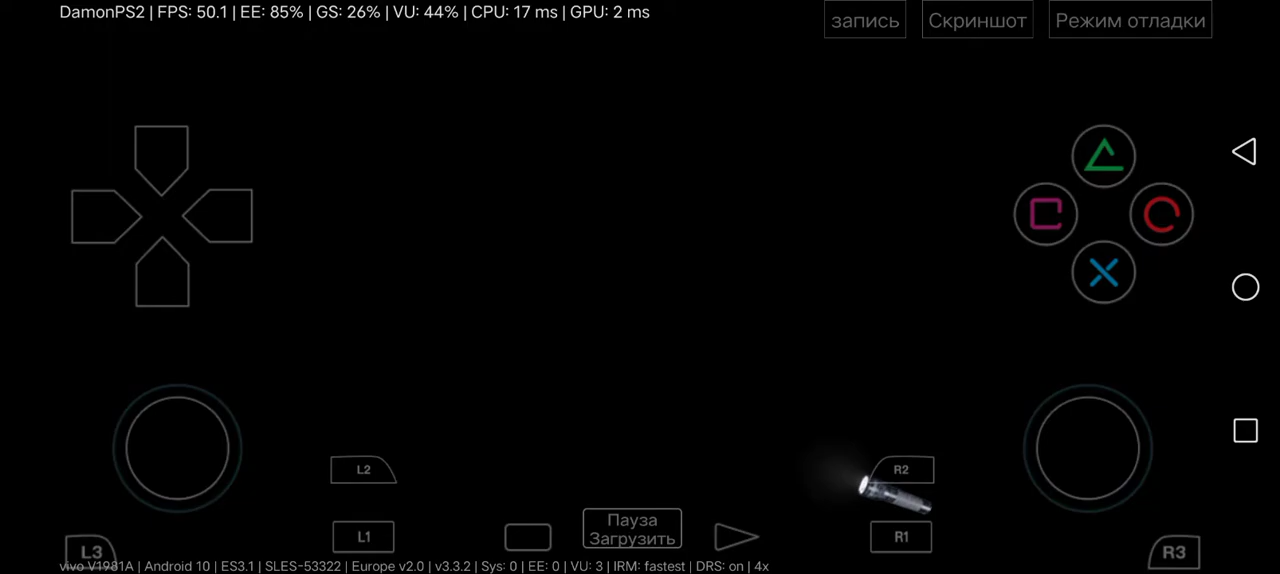 DamonPS2 | FPS: 50.1 | EE: 85% | GS: 26% | VU: 44% | CPU: 17 ms | GPU: 2 ms
запись
Скриншот
Режим отладки
L2
R2
Пауза
Загрузить
L1
R1
L3
R3
vivo V1981A | Android 10 | ES3.1 | SLES-53322 | Europe v2.0 | v3.3.2 | Sys: 0 | EE: 0 | VU: 3 | IRM: fastest | DRS: on | 4x